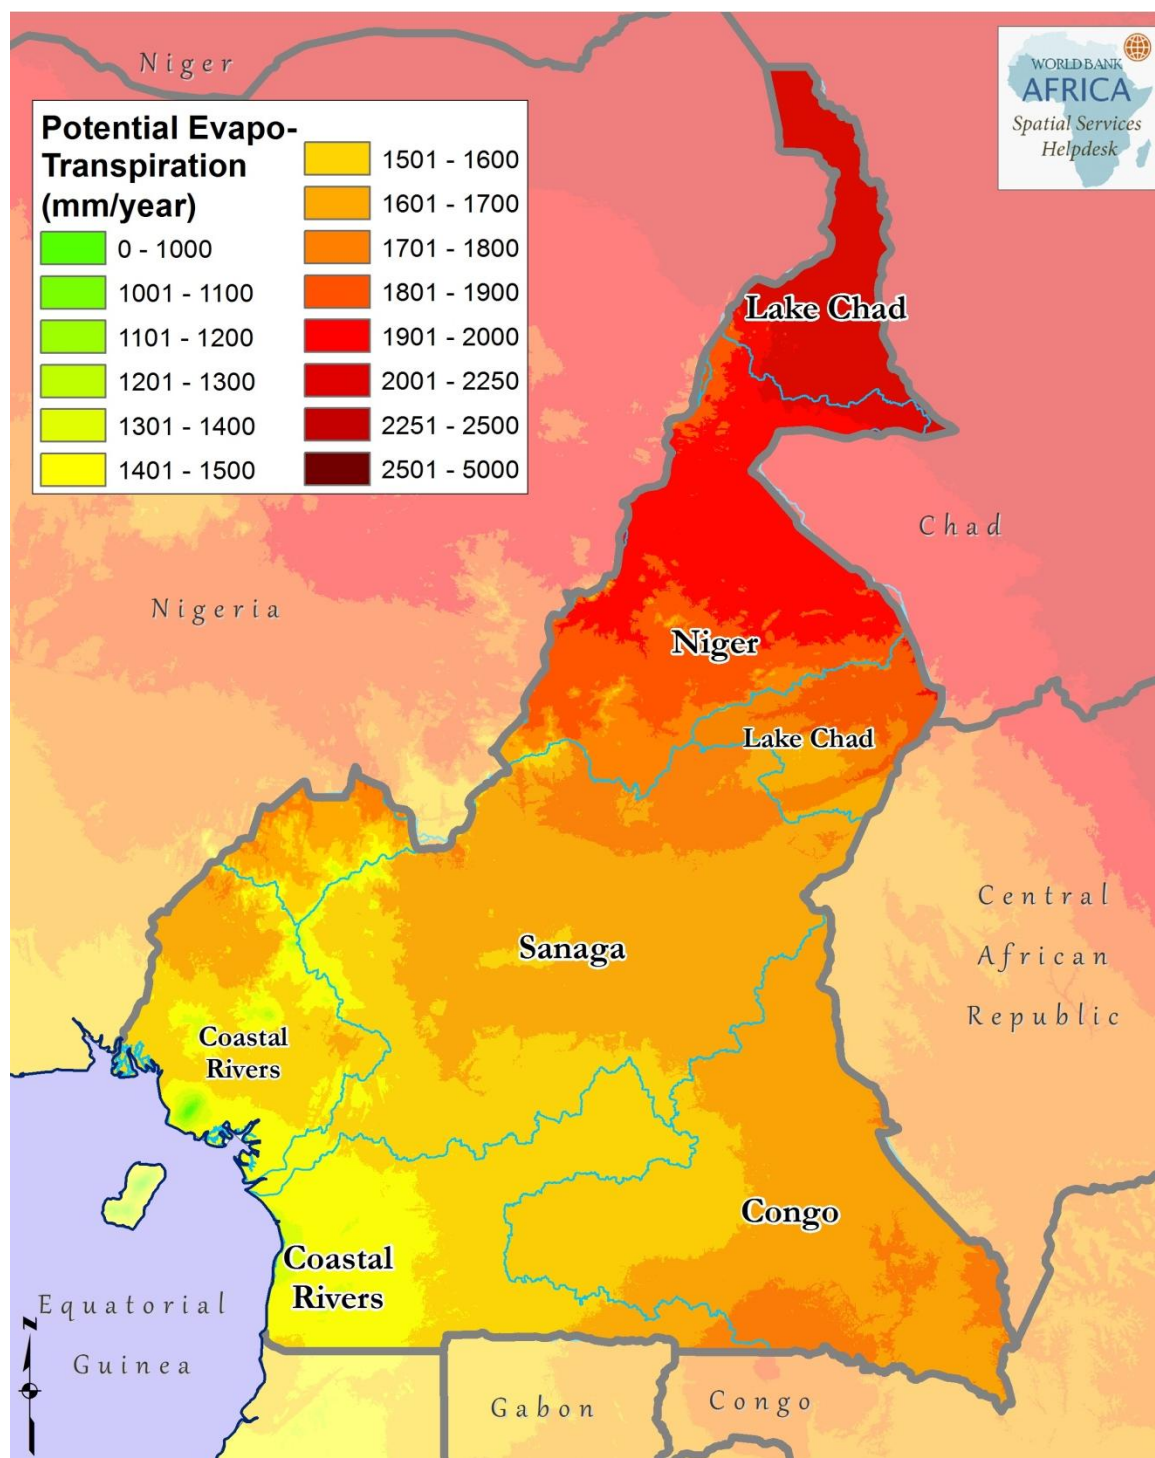 Niger
WORLD BANK
AFRICA
Spatial Services
Helpdesk
Potential Evapo-
Transpiration
(mm/year)
0 - 1000
1001 - 1100
1101 - 1200
1201 - 1300
1301 - 1400
1401 - 1500
1501 - 1600
1601 - 1700
1701 - 1800
1801 - 1900
1901 - 2000
2001 - 2250
2251 - 2500
2501 - 5000
Lake Chad
Chad
Nigeria
Niger
Lake Chad
Central
African
Republic
Sanaga
Coastal
Rivers
Congo
Coastal
Rivers
Equatorial
Guinea
N
Gabon
Congo